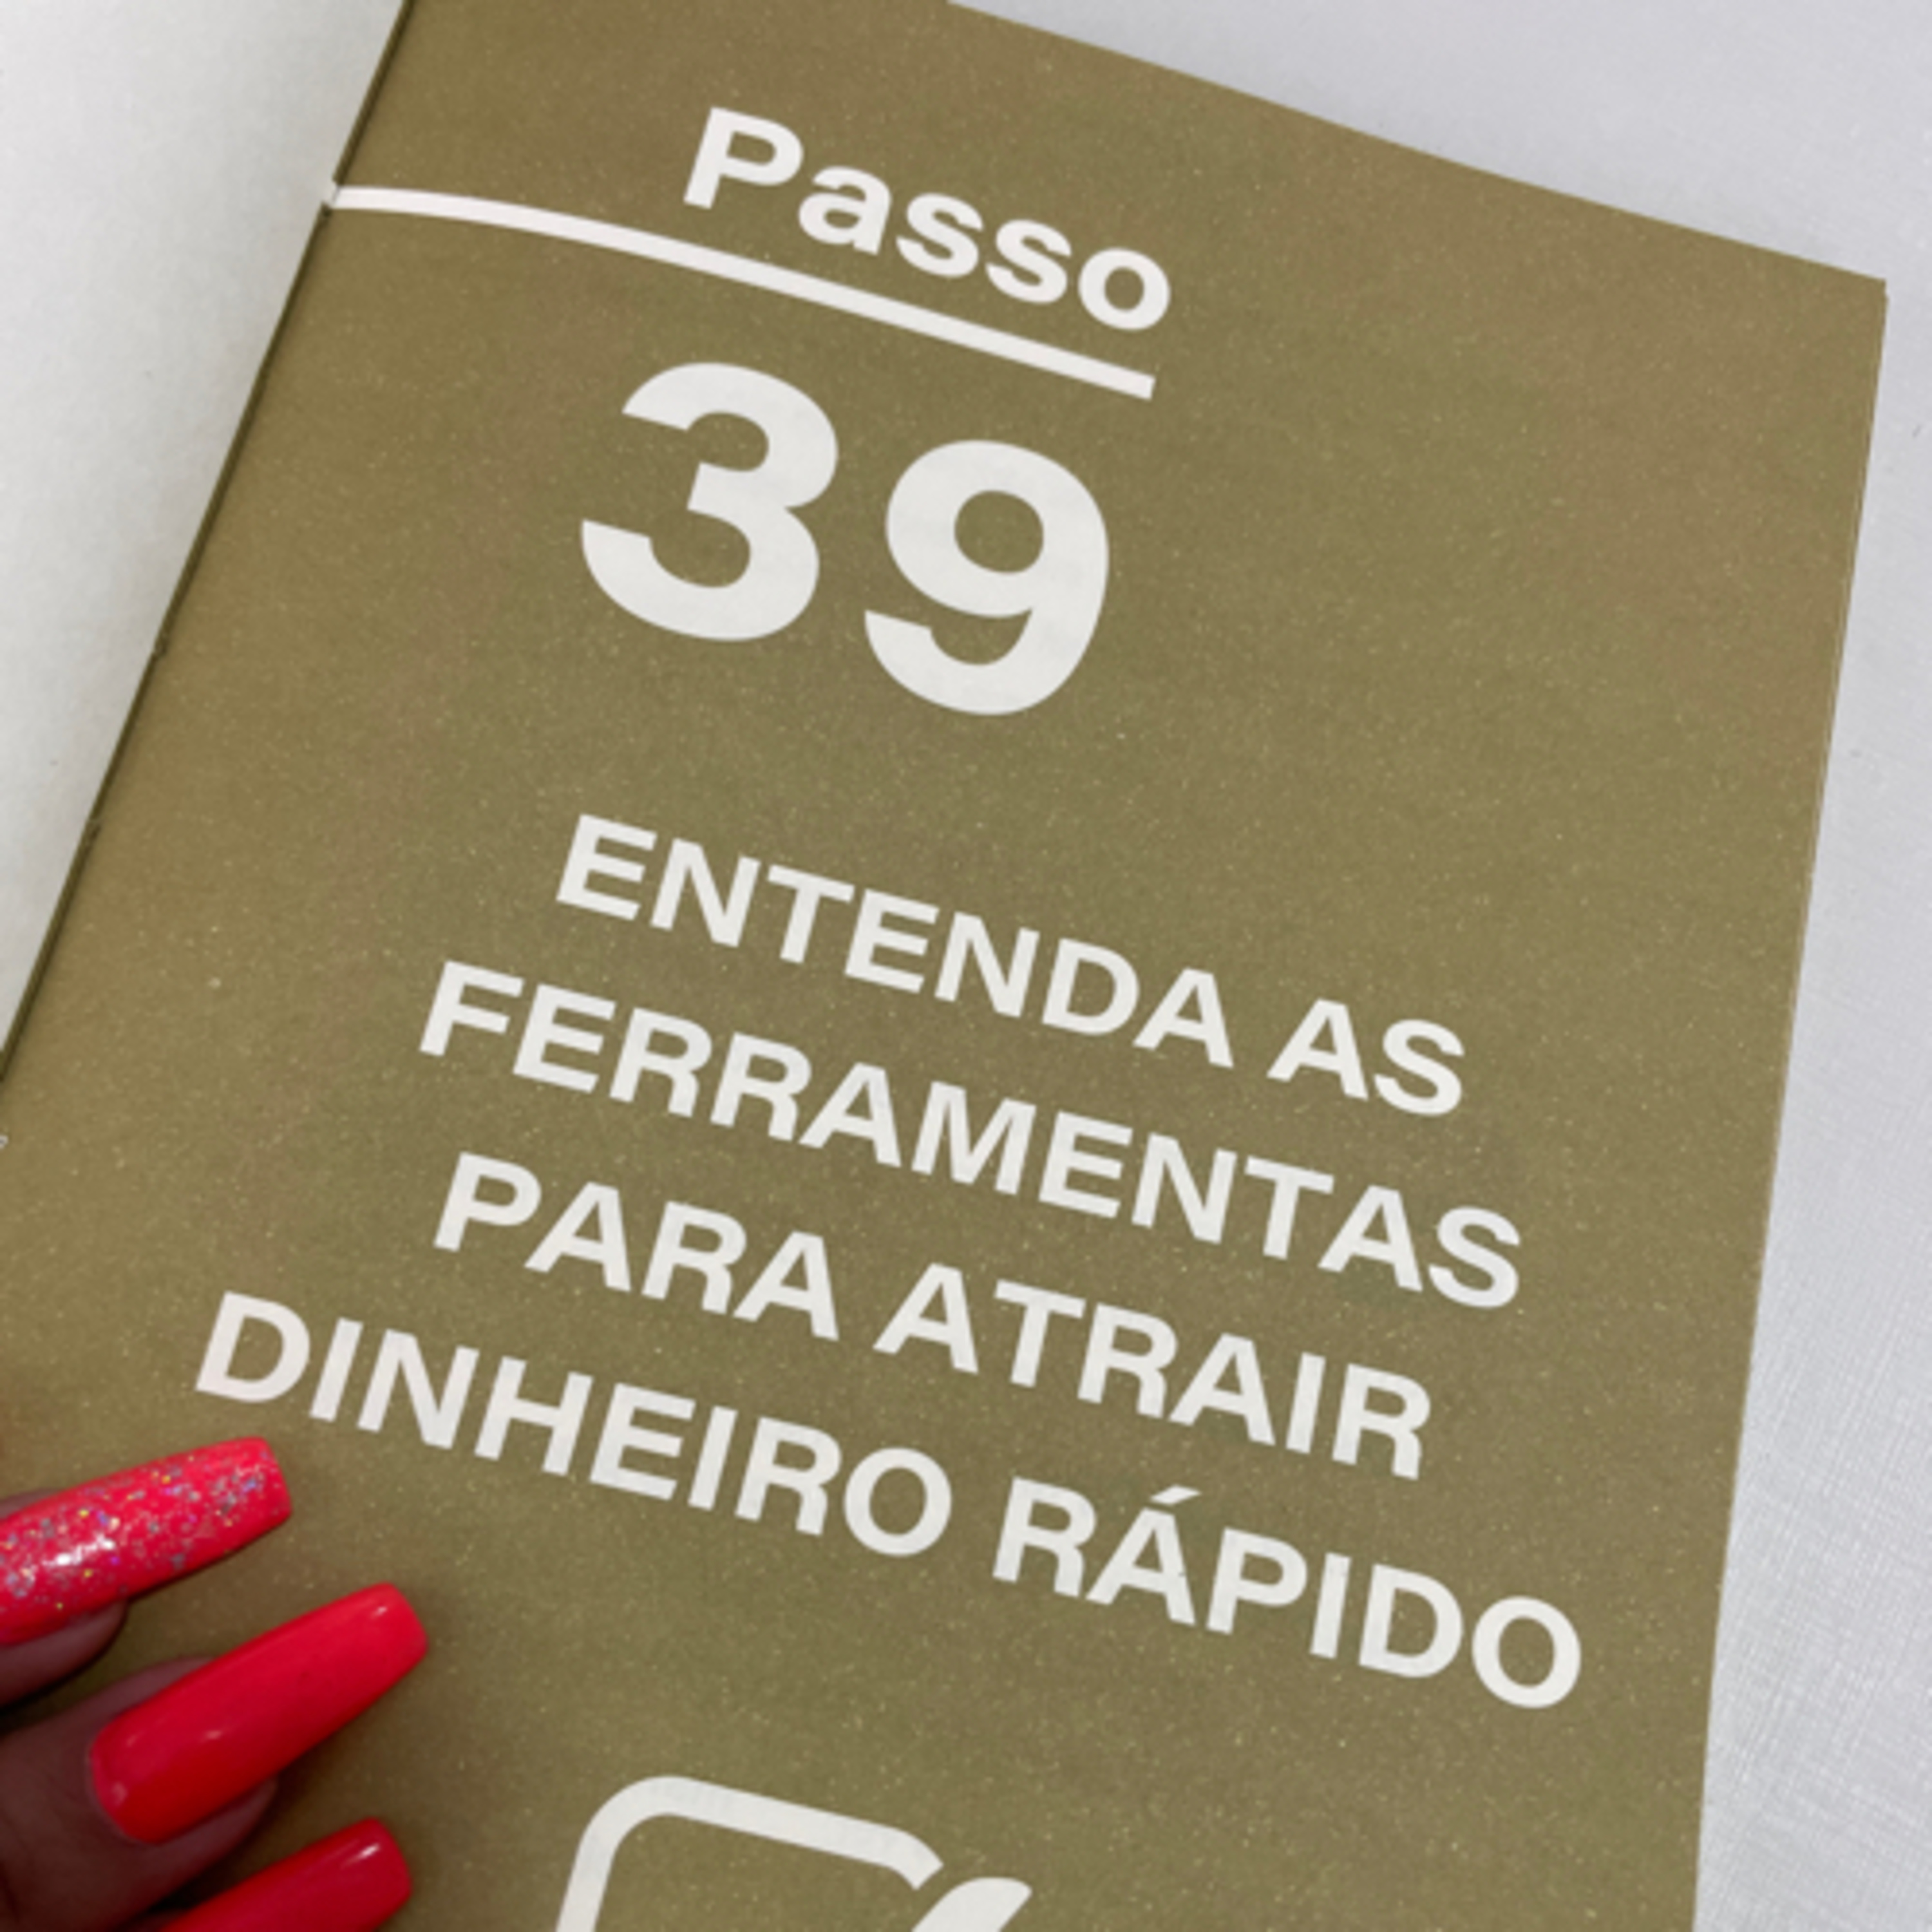 Passo
39
ENTENDA AS
FERRAMENTAS
PARA ATRAIR
DINHEIRO RÁPIDO